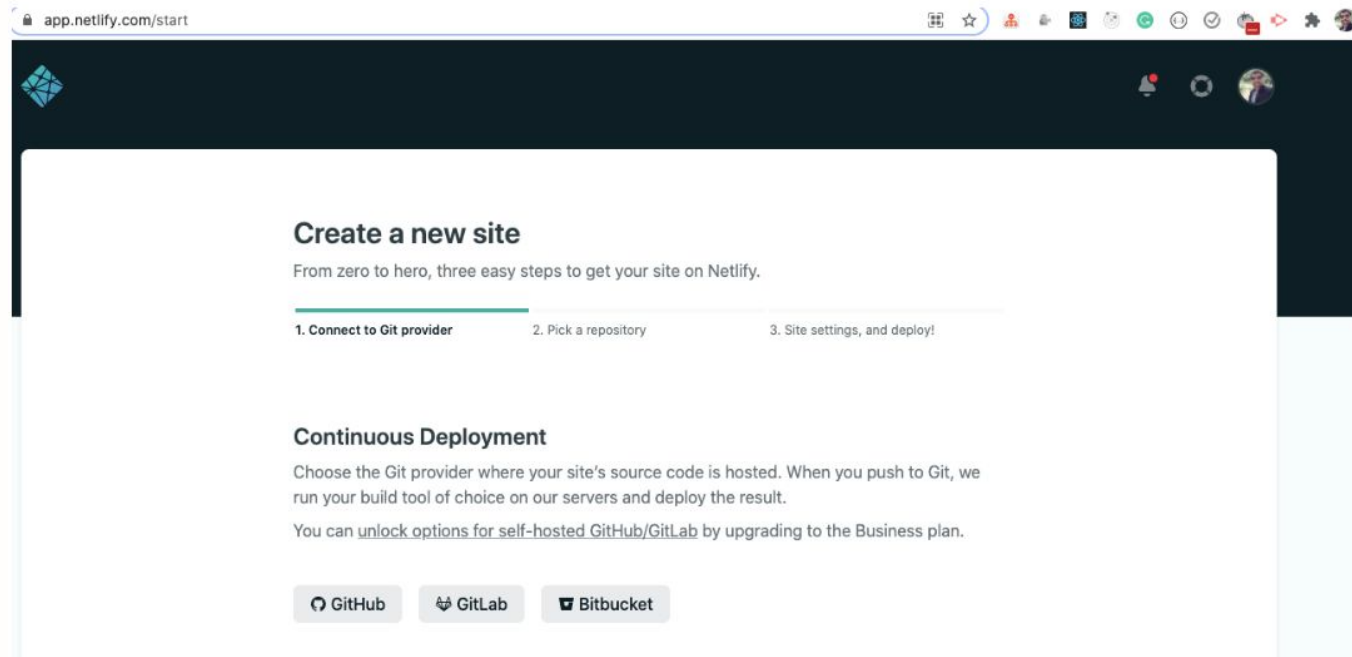 app.netlify.com/start
Create a new site
From zero to hero, three easy steps to get your site on Netlify.
1. Connect to Git provider
2. Pick a repository
3. Site settings, and deploy!
Continuous Deployment
Choose the Git provider where your site's source code is hosted. When you push to Git, we
run your build tool of choice on our servers and deploy the result.
You can unlock options for self-hosted GitHub/GitLab by upgrading to the Business plan.
GitHub
GitLab
Bitbucket